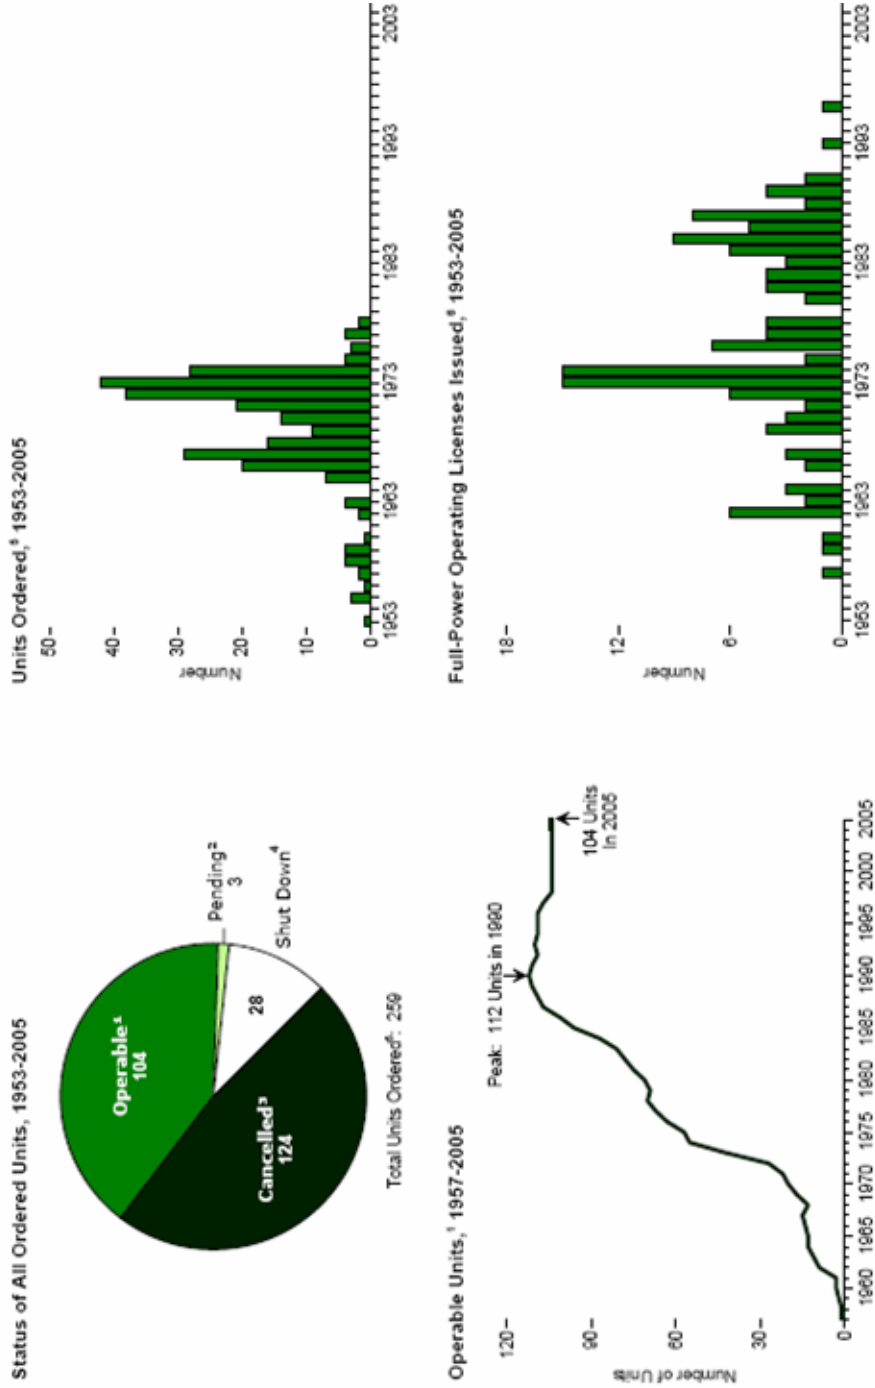 Status of All Ordered Units, 1953-2005
Operable¹
104
Pending²
3
Shut Down⁴
28
Cancelled³
124
Total Units Ordered⁵: 259
Units Ordered,⁵ 1953-2005
50
40
30
20
10
0
Number
1953 1963 1973 1983 1993 2003
Operable Units,¹ 1957-2005
120
90
60
30
0
Number of Units
Peak: 112 Units in 1990
104 Units
In 2005
1960 1965 1970 1975 1980 1985 1990 1995 2000 2005
Full-Power Operating Licenses Issued,⁶ 1953-2005
18
12
6
0
Number
1953 1963 1973 1983 1993 2003